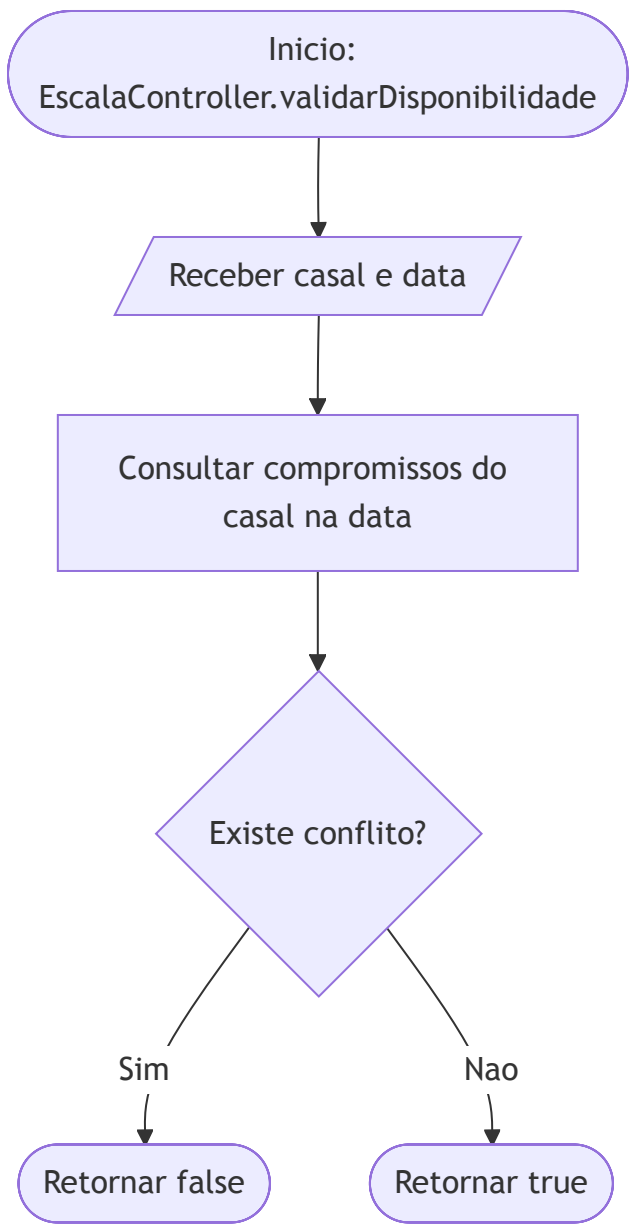 Inicio:
EscalaController.validarDisponibilidade
Receber casal e data
Consultar compromissos do
casal na data
Existe conflito?
Sim
Nao
Retornar false
Retornar true